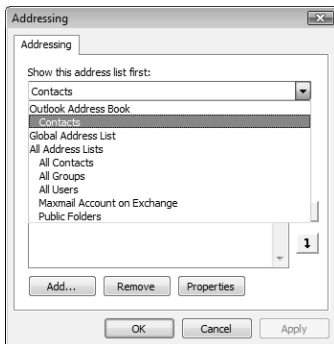 Addressing
Addressing
Show this address list first:
Contacts
Outlook Address Book
Contacts
Global Address List
All Address Lists
All Contacts
All Groups
All Users
Maxmail Account on Exchange
Public Folders
Add...
Remove
Properties
OK
Cancel
Apply